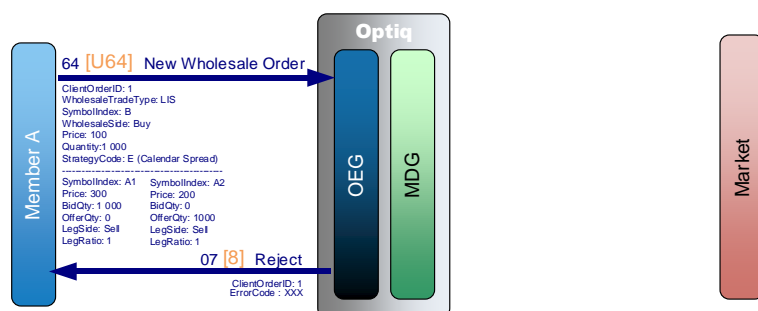 Optiq
64 [U64] New Wholesale Order
ClientOrderID: 1
WholesaleTradeType: LIS
SymbolIndex: B
WholesaleSide: Buy
Price: 100
Quantity:1 000
StrategyCode: E (Calendar Spread)
------------------------------------------------
SymbolIndex: A1 SymbolIndex: A2
Price: 300 Price: 200
BidQty: 1 000 BidQty: 0
OfferQty: 0 OfferQty: 1000
LegSide: Sell LegSide: Sell
LegRatio: 1 LegRatio: 1
07 [8] Reject
ClientOrderID: 1
ErrorCode : XXX
Member A
OEG
MDG
Market